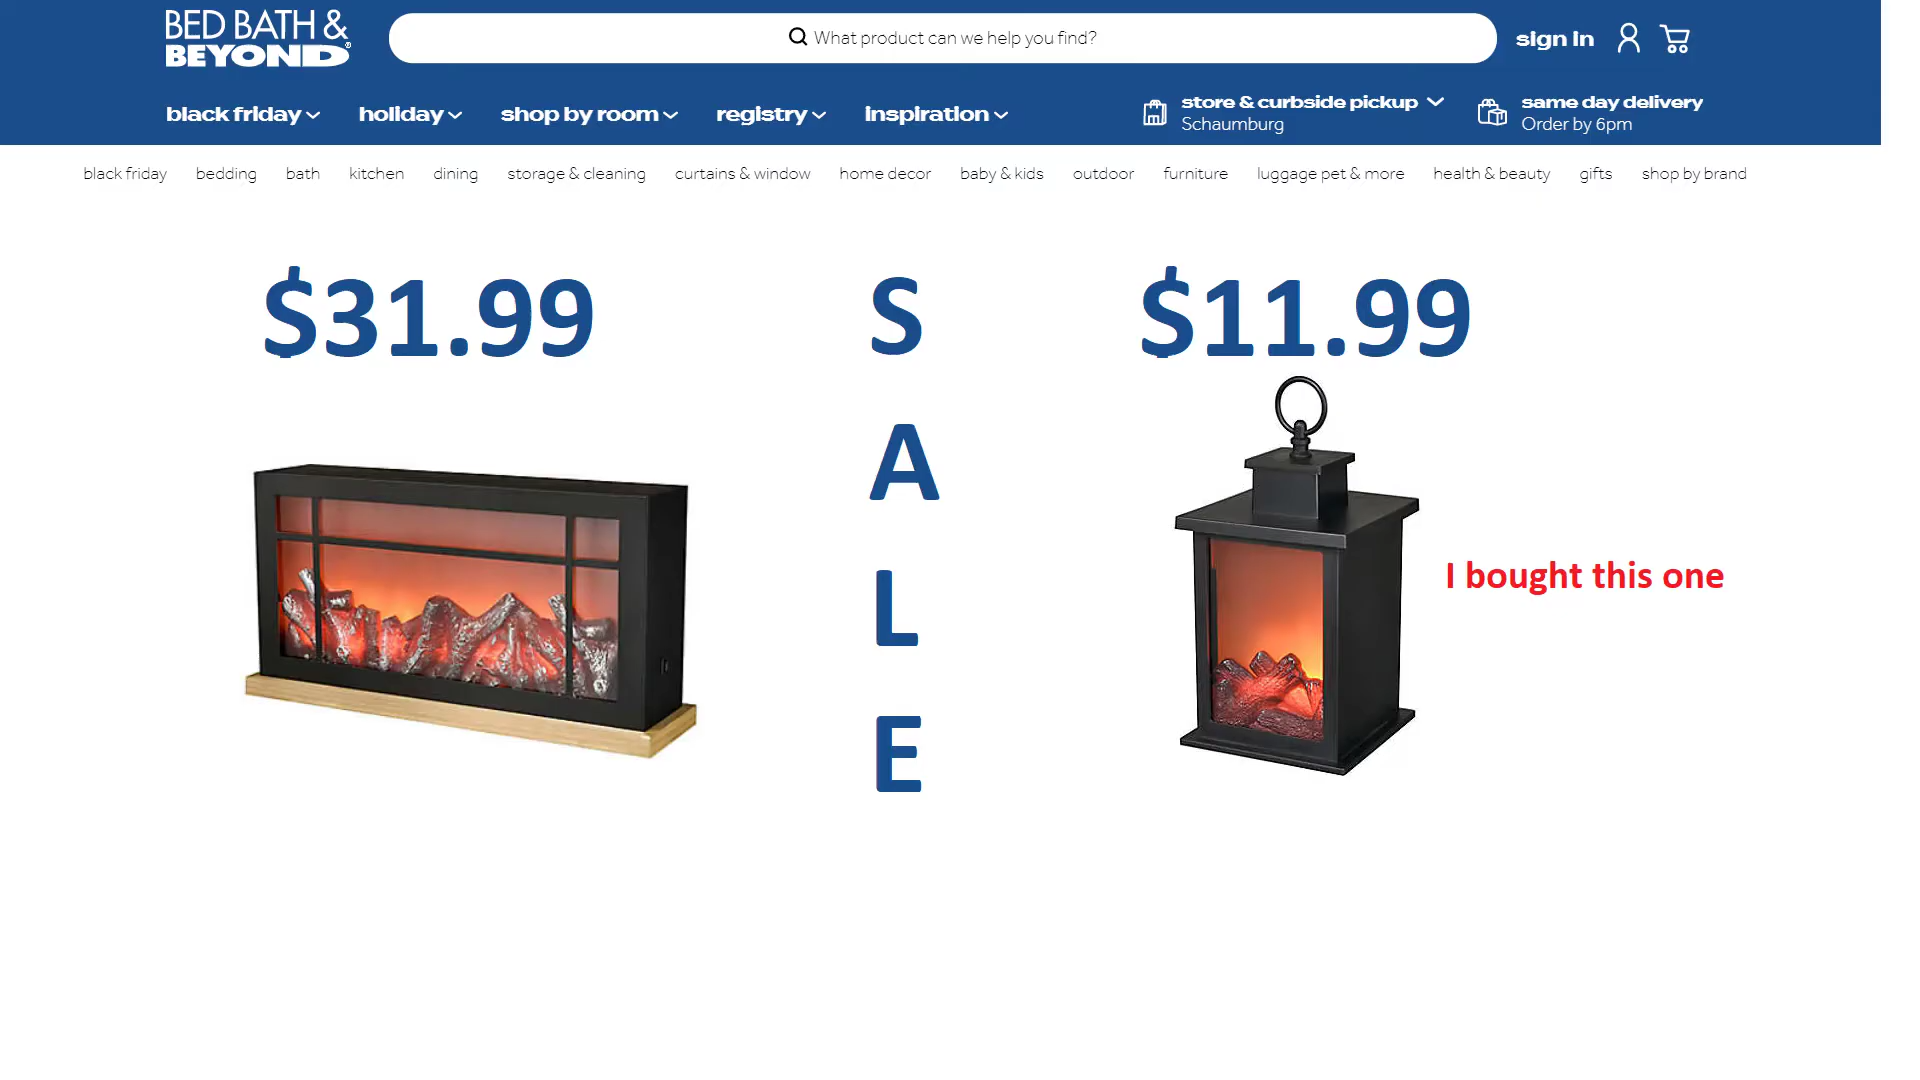 BED BATH &
BEYOND®
What product can we help you find?
sign in
black friday
holiday
shop by room
registry
inspiration
store & curbside pickup
Schaumburg
same day delivery
Order by 6pm
black friday
bedding
bath
kitchen
dining
storage & cleaning
curtains & window
home decor
baby & kids
outdoor
furniture
luggage pet & more
health & beauty
gifts
shop by brand
$31.99
S
A
L
E
$11.99
I bought this one